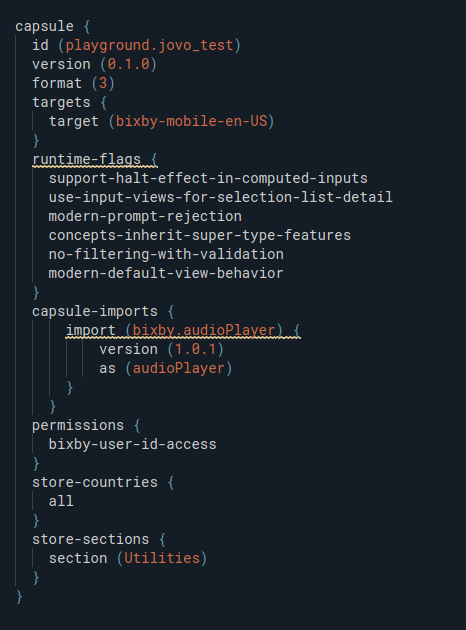 capsule {
id (playground.jovo_test)
version (0.1.0)
format (3)
targets {
target (bixby-mobile-en-US)
}
runtime-flags {
support-halt-effect-in-computed-inputs
use-input-views-for-selection-list-detail
modern-prompt-rejection
concepts-inherit-super-type-features
no-filtering-with-validation
modern-default-view-behavior
}
capsule-imports {
import (bixby.audioPlayer) {
version (1.0.1)
as (audioPlayer)
}
}
permissions {
bixby-user-id-access
}
store-countries {
all
}
store-sections {
section (Utilities)
}
}